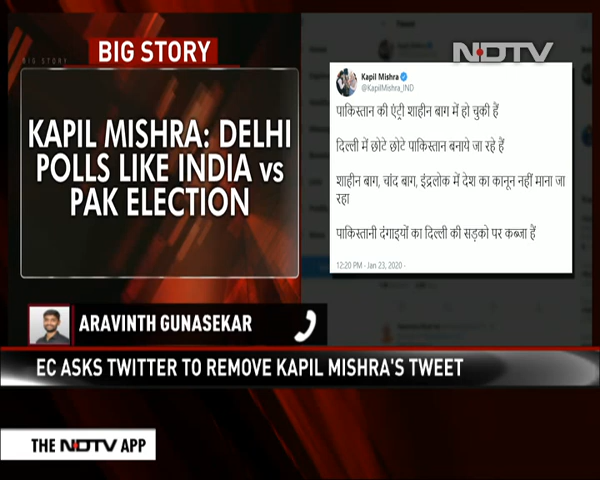 BIG STORY
BIG STORY
NDTV
KAPIL MISHRA: DELHI
POLLS LIKE INDIA vs
PAK ELECTION
Kapil Mishra
@KapilMishra_IND
पाकिस्तान की एंट्री शाहीन बाग में हो चुकी हैं
दिल्ली में छोटे छोटे पाकिस्तान बनाये जा रहे हैं
शाहीन बाग, चांद बाग, इंद्रलोक में देश का कानून नहीं माना जा
रहा
पाकिस्तानी दंगाइयों का दिल्ली की सड़को पर कब्जा हैं
12:20 PM - Jan 23, 2020
ARAVINTH GUNASEKAR
EC ASKS TWITTER TO REMOVE KAPIL MISHRA'S TWEET
THE NDTV APP